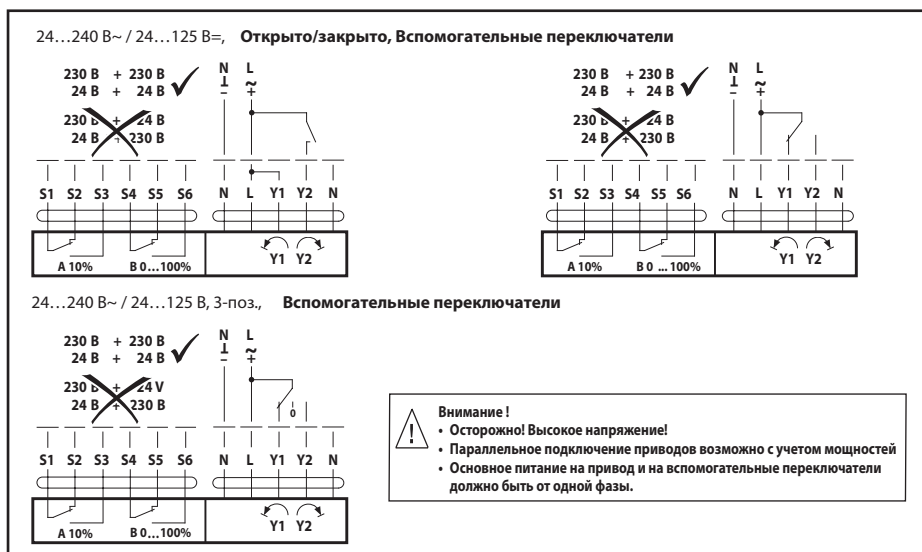 24…240 В~ / 24…125 В=, Открыто/закрыто, Вспомогательные переключатели
230 В + 230 В
24 В + 24 В
230 В + 24 В
24 В + 230 В
N L
⊥ ~
– +
S1 S2 S3 S4 S5 S6 N L Y1 Y2 N
A 10% B 0…100% Y1 Y2
230 В + 230 В
24 В + 24 В
230 В + 24 В
24 В + 230 В
N L
⊥ ~
– +
S1 S2 S3 S4 S5 S6 N L Y1 Y2 N
A 10% B 0 ... 100% Y1 Y2
24…240 В~ / 24…125 В, 3-поз., Вспомогательные переключатели
230 В + 230 В
24 В + 24 В
230 В + 24 V
24 В + 230 В
N L
⊥ ~
– +
0
S1 S2 S3 S4 S5 S6 N L Y1 Y2 N
A 10% B 0…100% Y1 Y2
Внимание !
• Осторожно! Высокое напряжение!
• Параллельное подключение приводов возможно с учетом мощностей
• Основное питание на привод и на вспомогательные переключатели
должно быть от одной фазы.